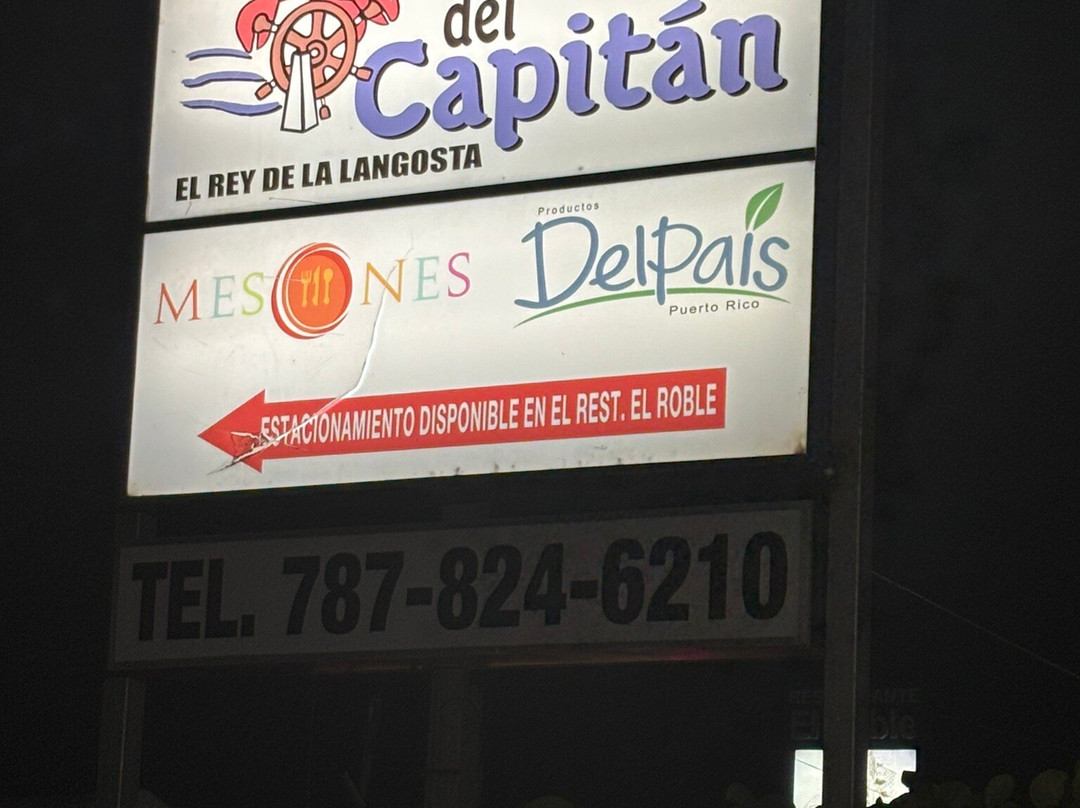 del
Capitán
EL REY DE LA LANGOSTA
MESONES
Productos
DelPaís
Puerto Rico
ESTACIONAMIENTO DISPONIBLE EN EL REST. EL ROBLE
TEL. 787-824-6210